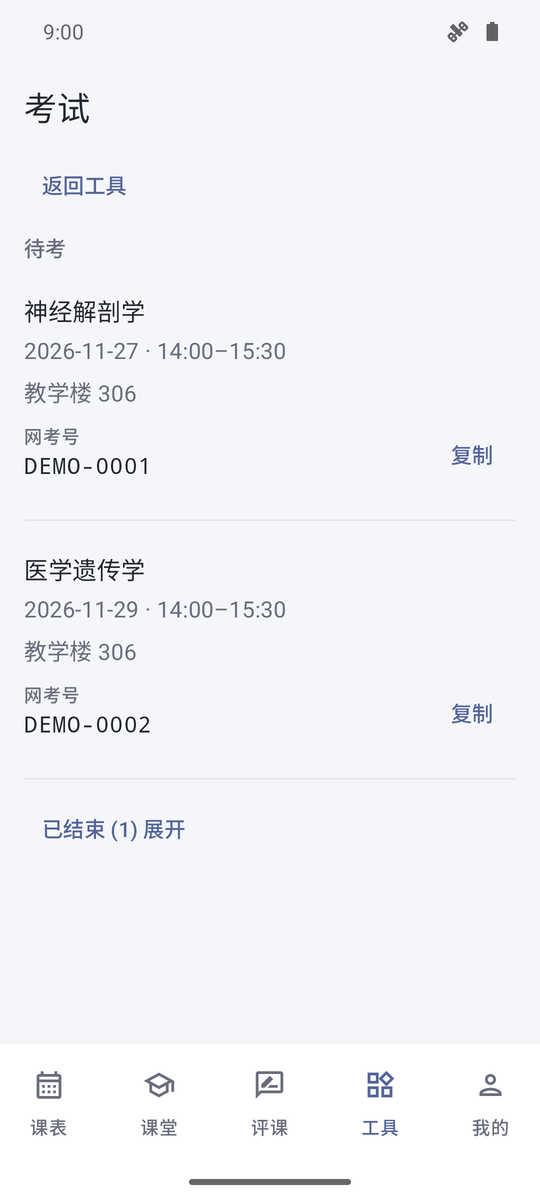 9:00
考试
返回工具
待考
神经解剖学
2026-11-27 · 14:00–15:30
教学楼 306
网考号
DEMO-0001
复制
医学遗传学
2026-11-29 · 14:00–15:30
教学楼 306
网考号
DEMO-0002
复制
已结束 (1) 展开
课表
课堂
评课
工具
我的